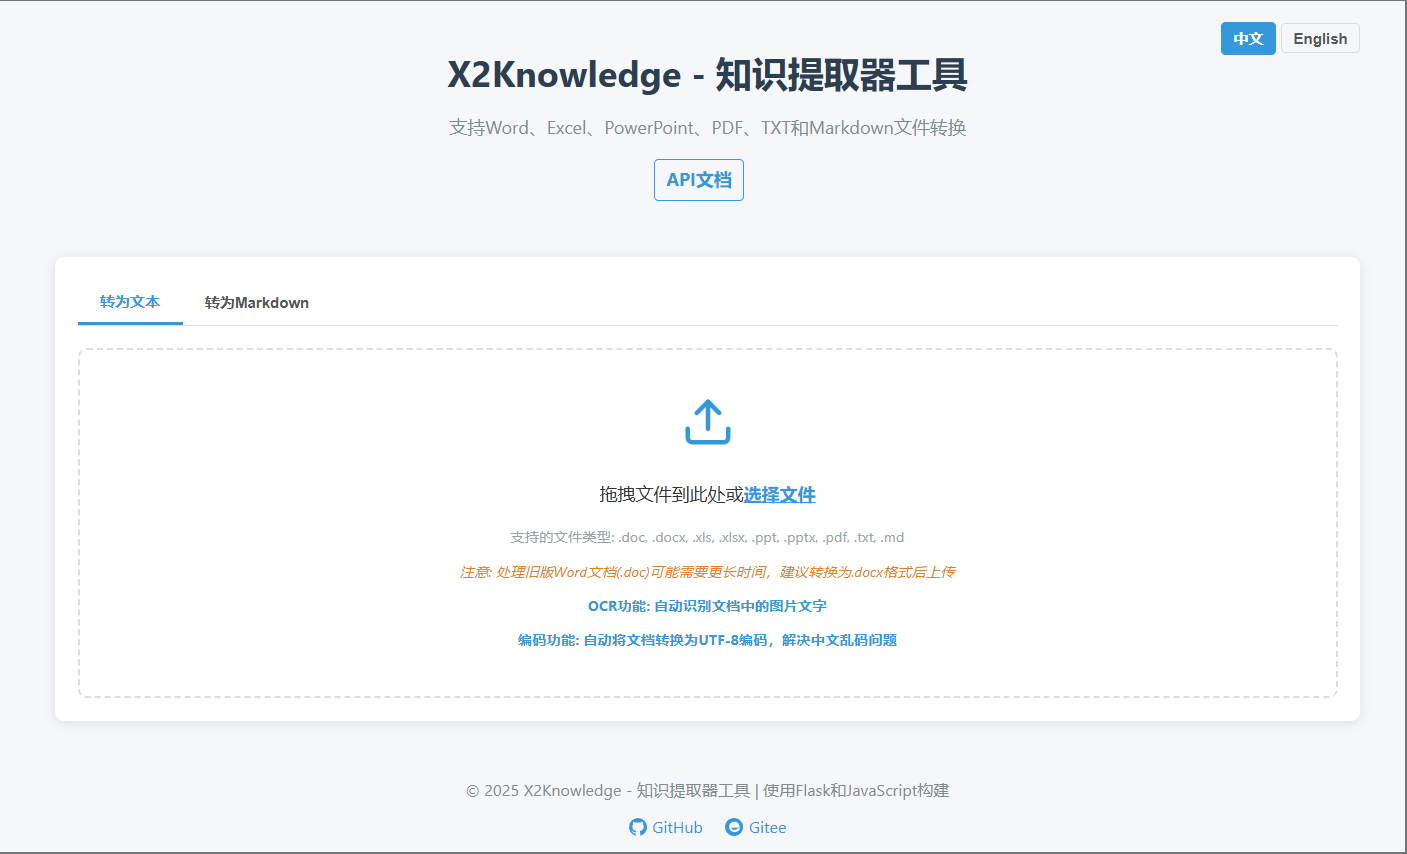 中文 English
X2Knowledge - 知识提取器工具
支持Word、Excel、PowerPoint、PDF、TXT和Markdown文件转换
API文档
转为文本 转为Markdown
拖拽文件到此处或选择文件
支持的文件类型: .doc, .docx, .xls, .xlsx, .ppt, .pptx, .pdf, .txt, .md
注意: 处理旧版Word文档(.doc)可能需要更长时间，建议转换为.docx格式后上传
OCR功能: 自动识别文档中的图片文字
编码功能: 自动将文档转换为UTF-8编码，解决中文乱码问题
© 2025 X2Knowledge - 知识提取器工具 | 使用Flask和JavaScript构建
GitHub Gitee